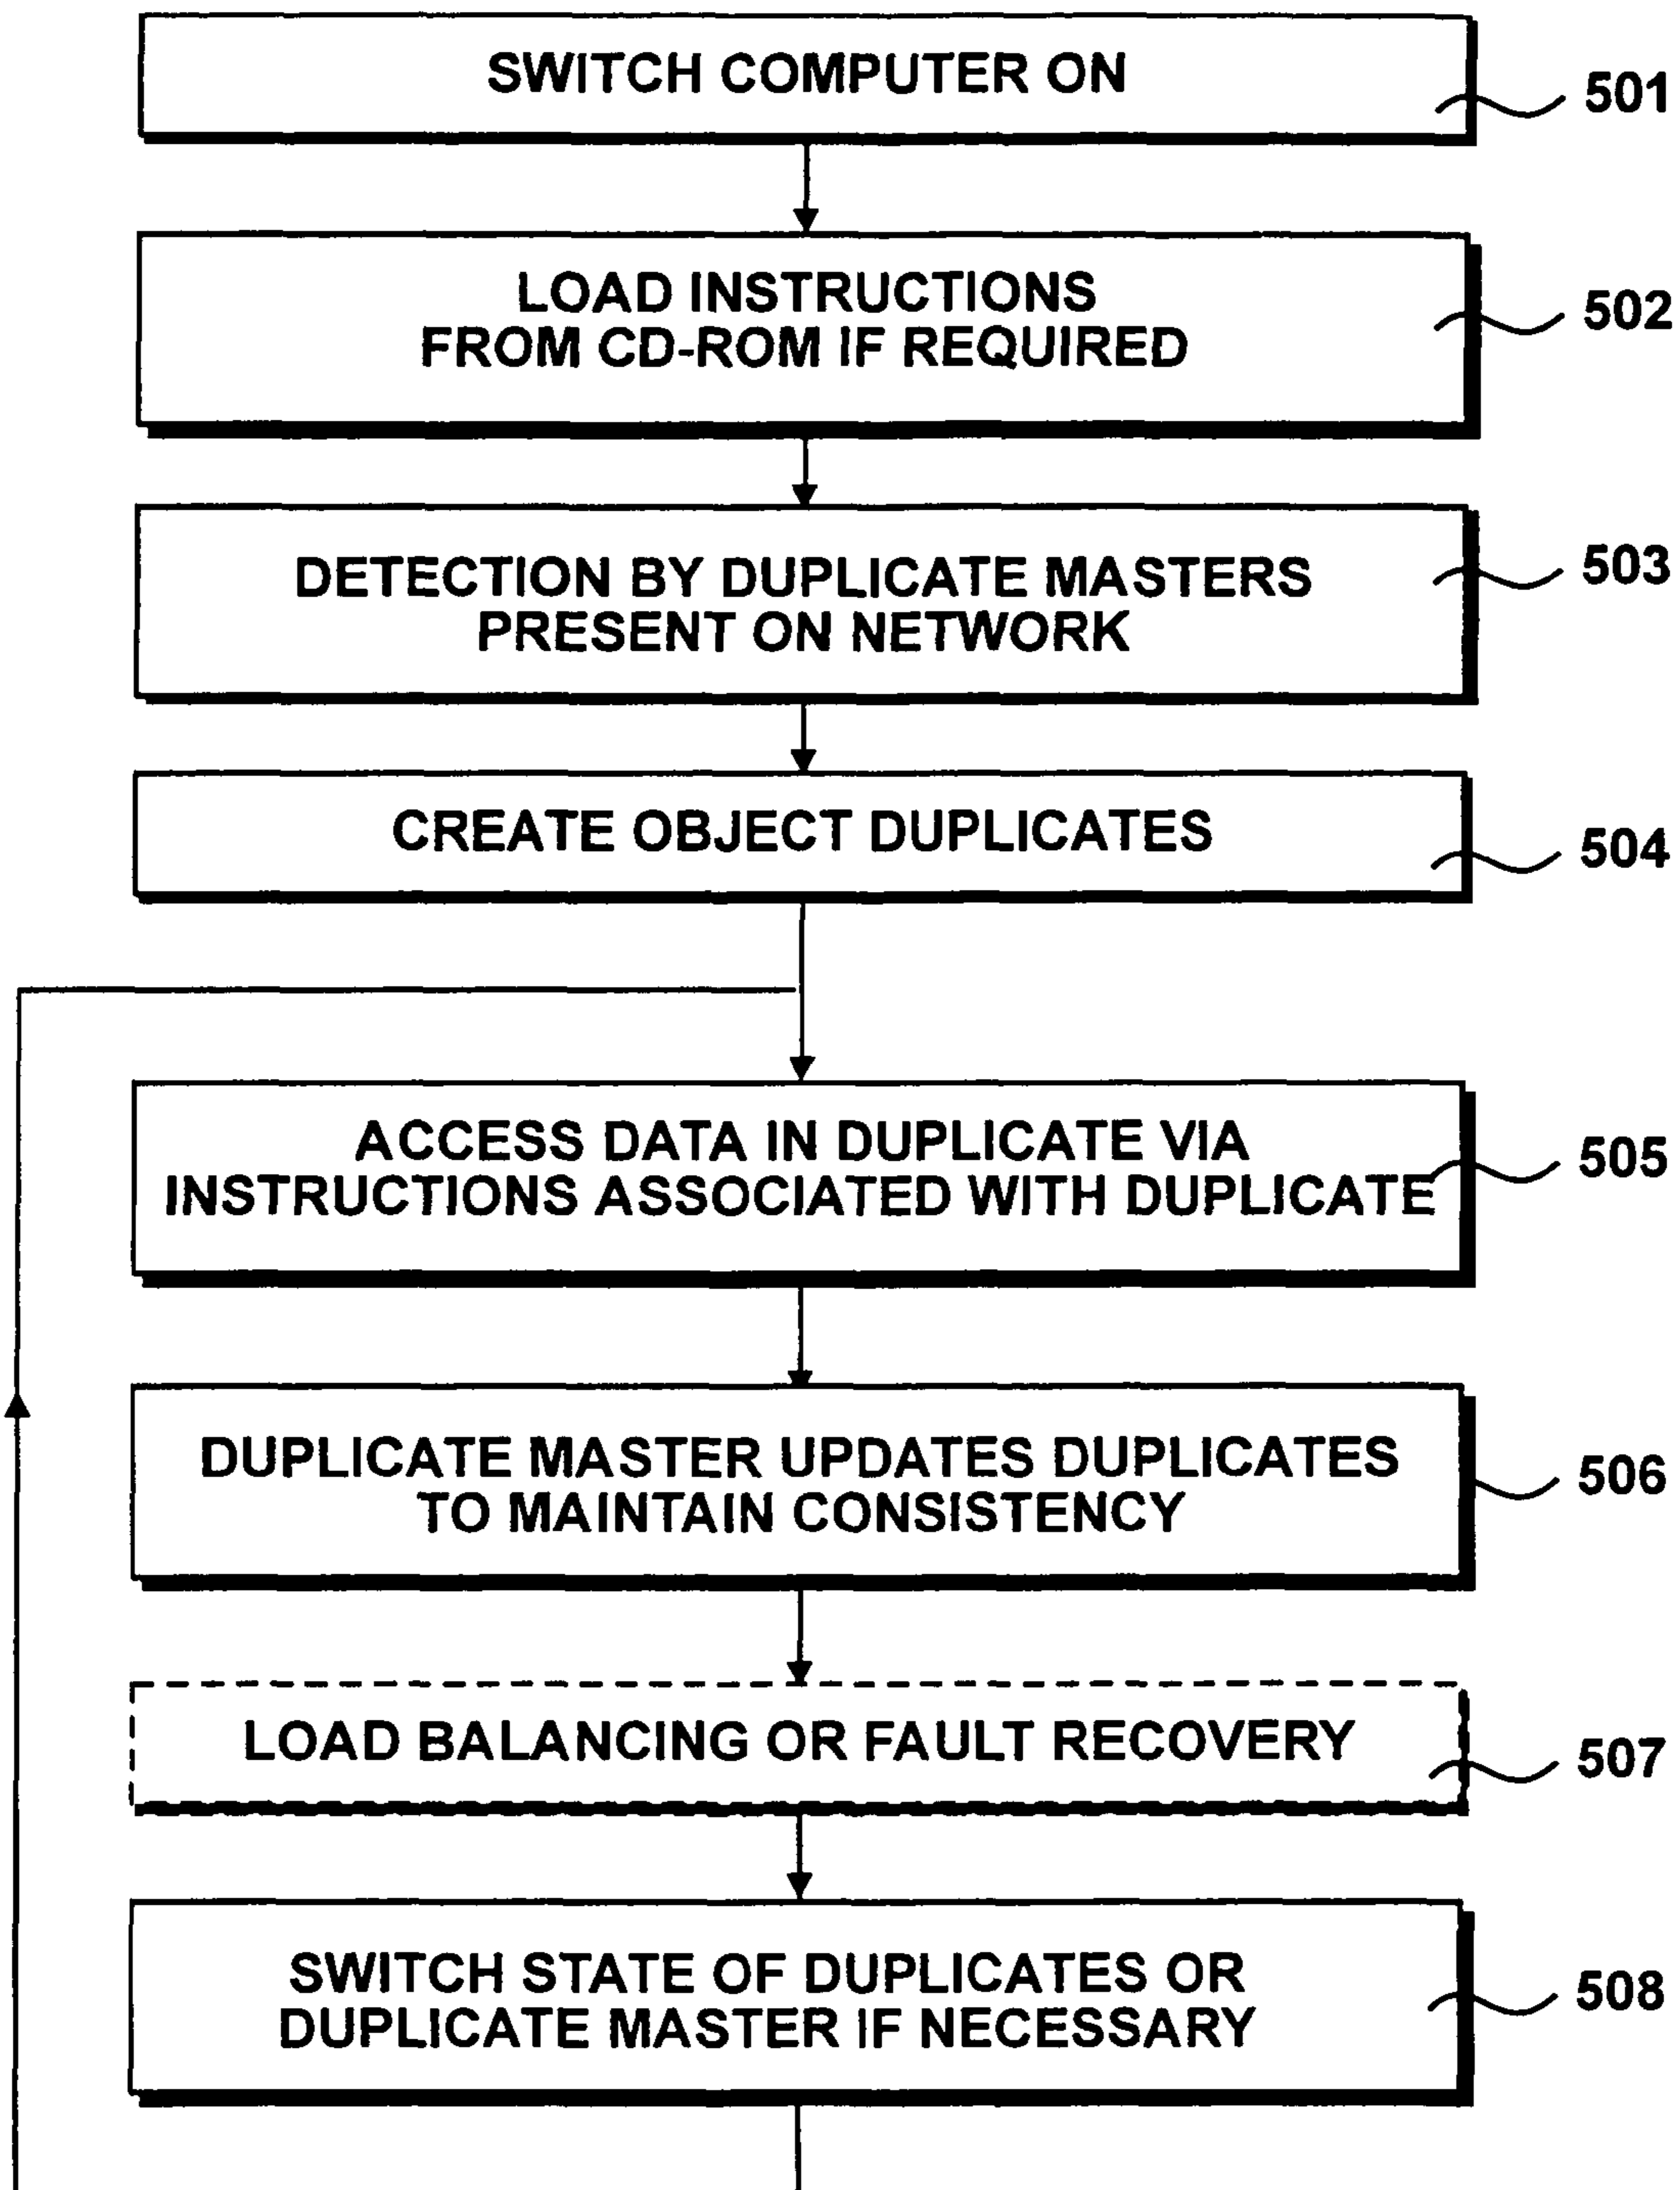 SWITCH COMPUTER ON
501
LOAD INSTRUCTIONS
FROM CD-ROM IF REQUIRED
502
DETECTION BY DUPLICATE MASTERS
PRESENT ON NETWORK
503
CREATE OBJECT DUPLICATES
504
ACCESS DATA IN DUPLICATE VIA
INSTRUCTIONS ASSOCIATED WITH DUPLICATE
505
DUPLICATE MASTER UPDATES DUPLICATES
TO MAINTAIN CONSISTENCY
506
LOAD BALANCING OR FAULT RECOVERY
507
SWITCH STATE OF DUPLICATES OR
DUPLICATE MASTER IF NECESSARY
508